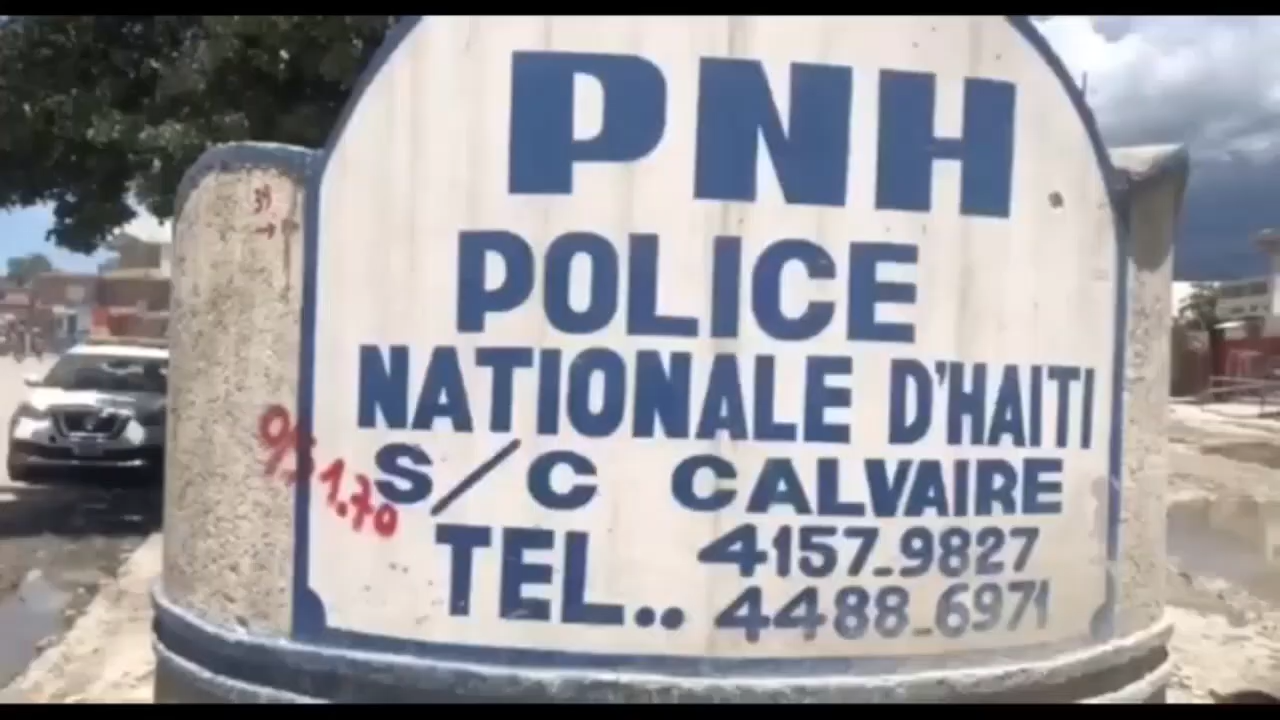 PNH
POLICE
NATIONALE D'HAITI
S/C CALVAIRE
TEL.. 4157-9827
4488-6971